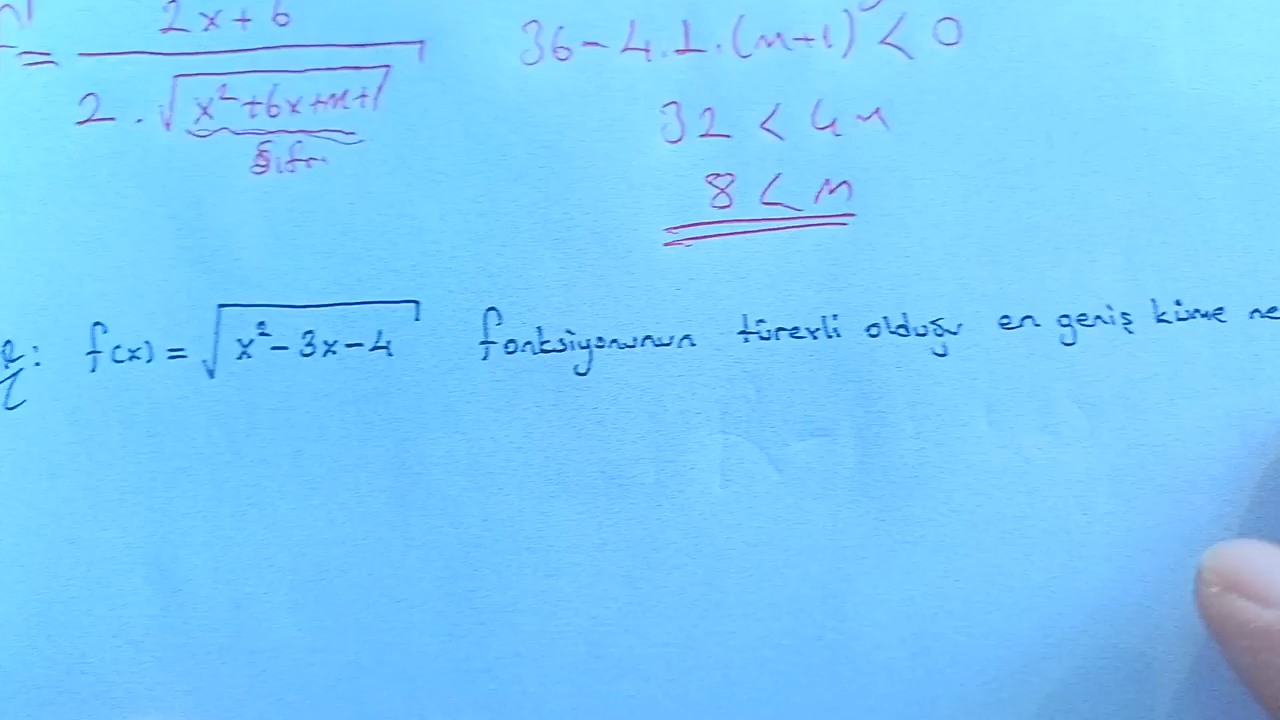 = 2x+6 / 2.√x²+6x+m+1
sıfır
36-4.1.(m+1) < 0
32 < 4m
8 < m
f(x) = √x²-3x-4 fonksiyonunun türevli olduğu en geniş küme ne